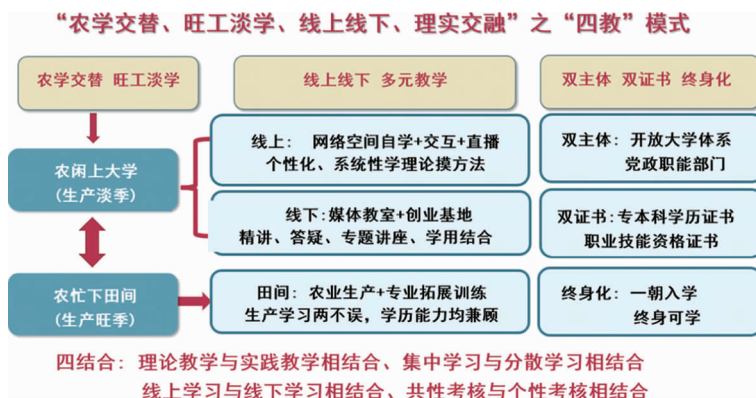 “农学交替、旺工淡学、线上线下、理实交融”之“四教”模式
农学交替 旺工淡学
线上线下 多元教学
双主体 双证书 终身化
农闲上大学
(生产淡季)
线上： 网络空间自学+交互+直播
个性化、系统性学理论摸方法
双主体：开放大学体系
党政职能部门
线下:媒体教室+创业基地
精讲、答疑、专题讲座、学用结合
双证书:专本科学历证书
职业技能资格证书
农忙下田间
(生产旺季)
田间： 农业生产+专业拓展训练
生产学习两不误，学历能力均兼顾
终身化：一朝入学
终身可学
四结合：理论教学与实践教学相结合、集中学习与分散学习相结合
线上学习与线下学习相结合、共性考核与个性考核相结合